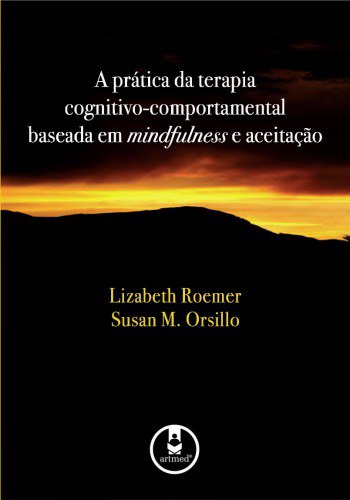 A prática da terapia
cognitivo-comportamental
baseada em mindfulness e aceitação
Lizabeth Roemer
Susan M. Orsillo
artmed®